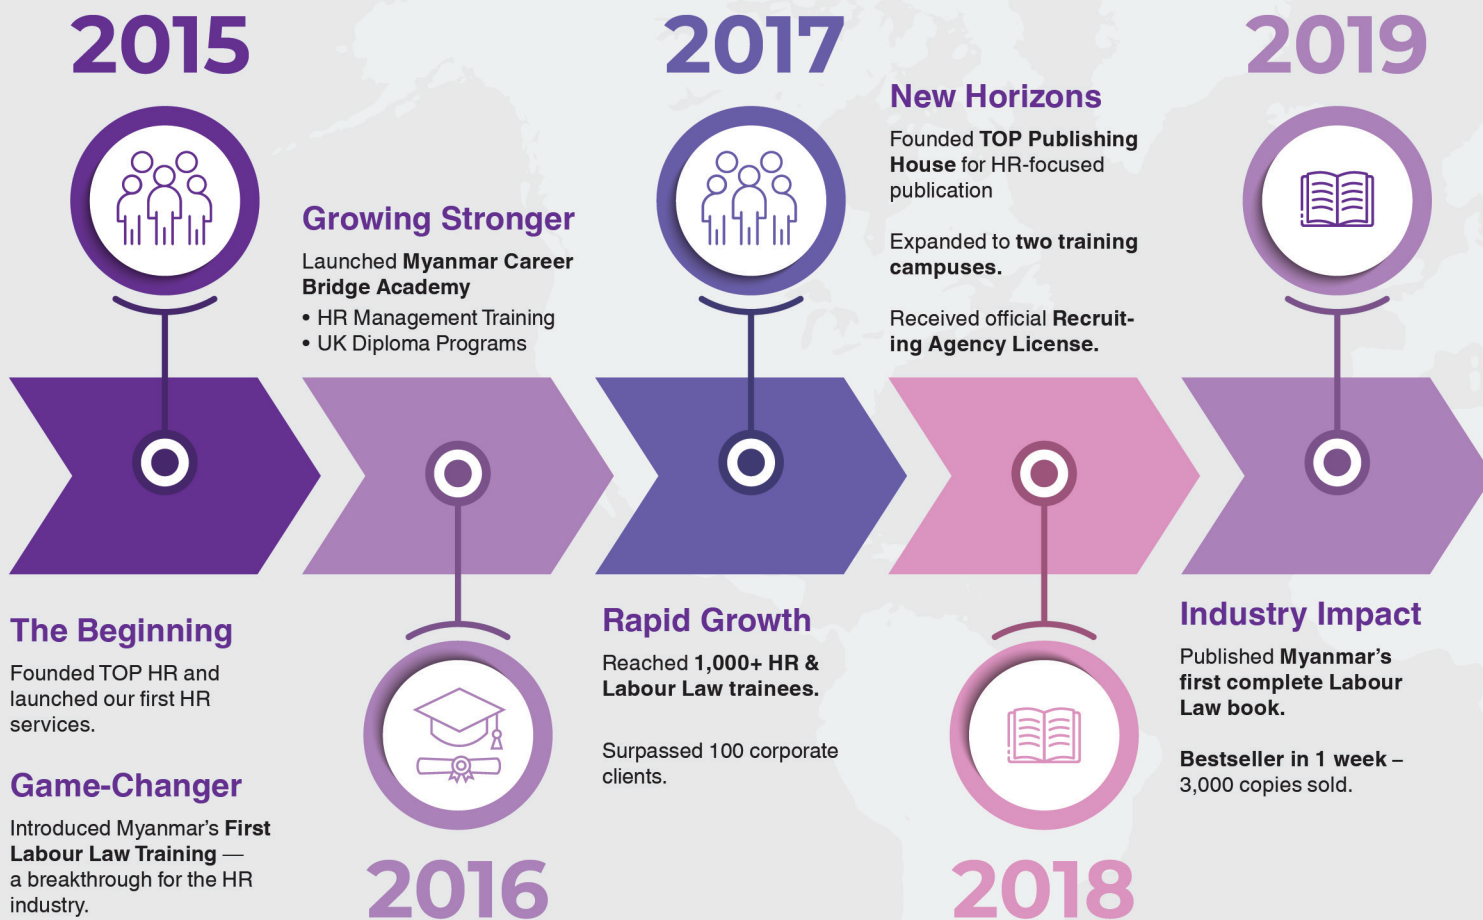 2015
The Beginning
Founded TOP HR and
launched our first HR
services.
Game-Changer
Introduced Myanmar’s First
Labour Law Training —
a breakthrough for the HR
industry.
2016
Growing Stronger
Launched Myanmar Career
Bridge Academy
• HR Management Training
• UK Diploma Programs
2017
Rapid Growth
Reached 1,000+ HR &
Labour Law trainees.
Surpassed 100 corporate
clients.
2018
New Horizons
Founded TOP Publishing
House for HR-focused
publication
Expanded to two training
campuses.
Received official Recruit-
ing Agency License.
2019
Industry Impact
Published Myanmar’s
first complete Labour
Law book.
Bestseller in 1 week –
3,000 copies sold.